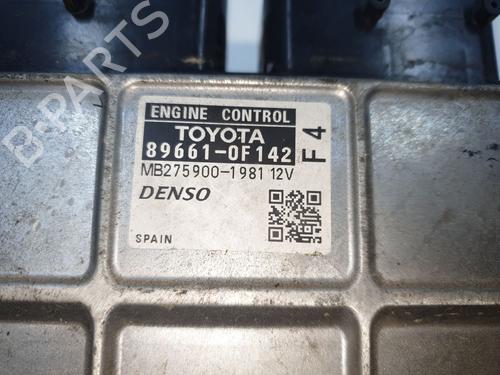 ENGINE CONTROL
TOYOTA
89661-0F142
F4
MB275900-1981 12V
DENSO
SPAIN
B-PARTS